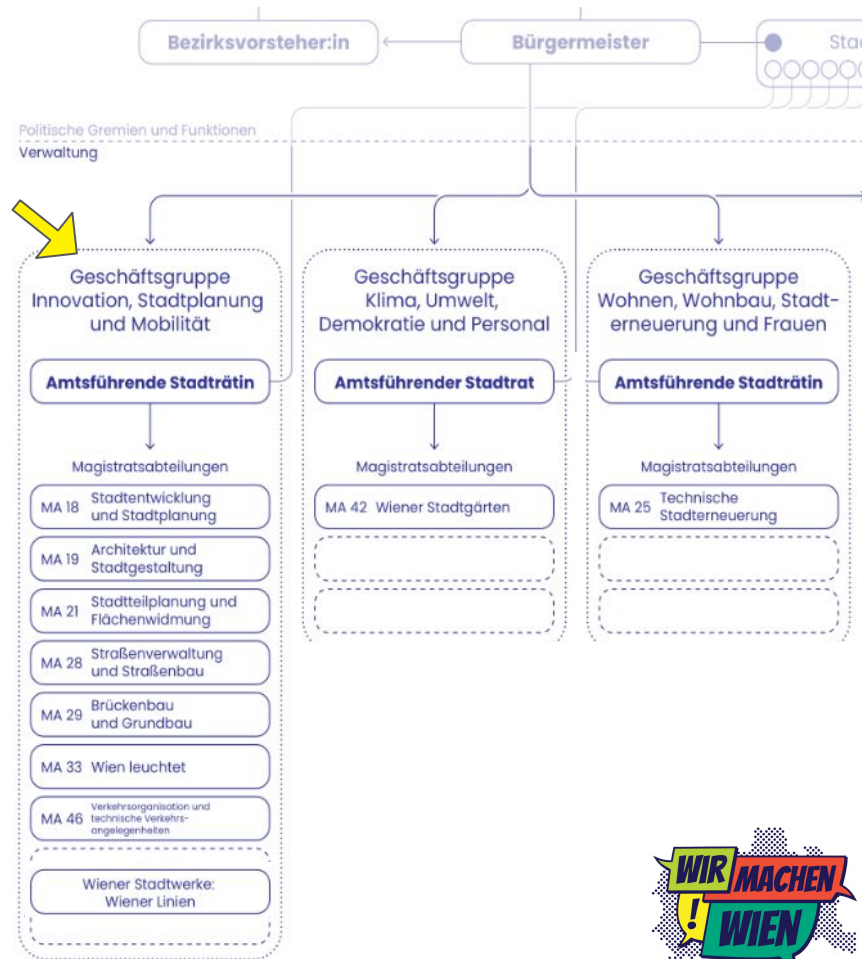 Bezirksvorsteher:in
Bürgermeister
Politische Gremien und Funktionen
Verwaltung
Geschäftsgruppe
Innovation, Stadtplanung
und Mobilität
Amtsführende Stadträtin
Magistratsabteilungen
MA 18 Stadtentwicklung
und Stadtplanung
MA 19 Architektur und
Stadtgestaltung
MA 21 Stadtteilplanung und
Flächenwidmung
MA 28 Straßenverwaltung
und Straßenbau
MA 29 Brückenbau
und Grundbau
MA 33 Wien leuchtet
MA 46 Verkehrsorganisation und
technische Verkehrs-
angelegenheiten
Wiener Stadtwerke:
Wiener Linien
Geschäftsgruppe
Klima, Umwelt,
Demokratie und Personal
Amtsführender Stadtrat
Magistratsabteilungen
MA 42 Wiener Stadtgärten
Geschäftsgruppe
Wohnen, Wohnbau, Stadt-
erneuerung und Frauen
Amtsführende Stadträtin
Magistratsabteilungen
MA 25 Technische
Stadterneuerung
WIR MACHEN
! WIEN